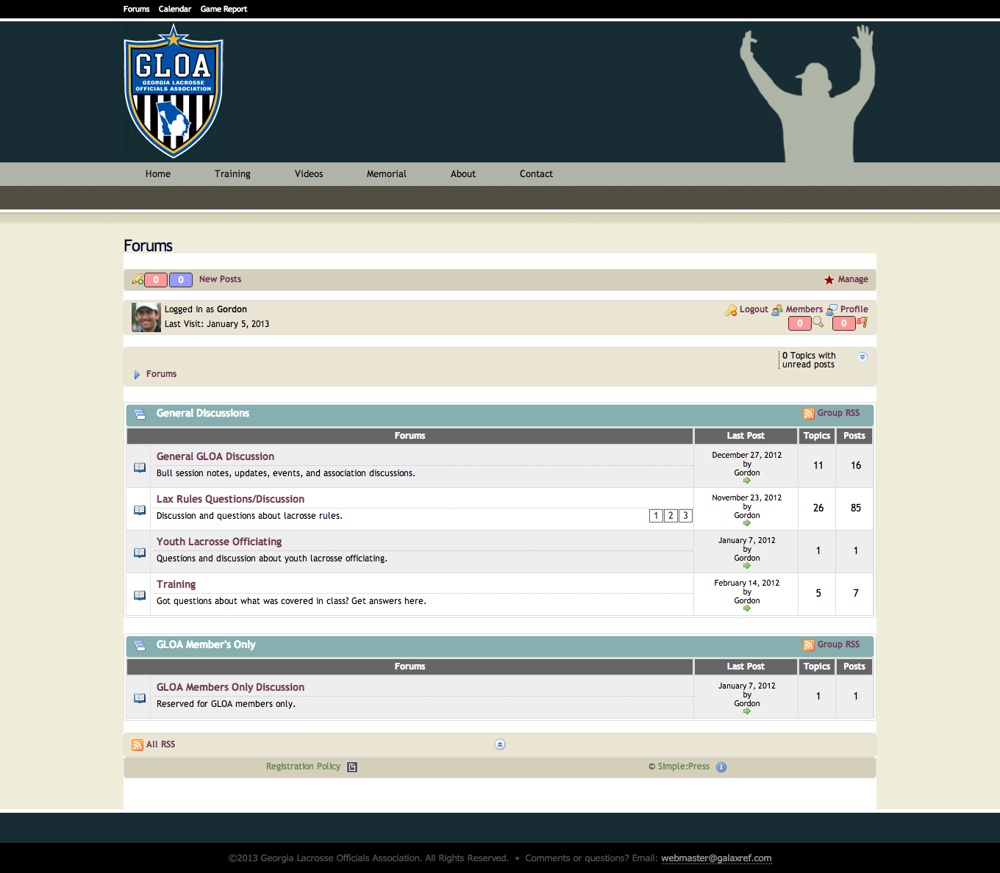 Forums Calendar Game Report
GLOA
GEORGIA LACROSSE
OFFICIALS ASSOCIATION
Home Training Videos Memorial About Contact
Forums
0 0 New Posts Manage
Logged in as Gordon Logout Members Profile
Last Visit: January 5, 2013 0 0
0 Topics with
unread posts
Forums
General Discussions Group RSS
Forums Last Post Topics Posts
General GLOA Discussion
Bull session notes, updates, events, and association discussions.
December 27, 2012
by
Gordon
11 16
Lax Rules Questions/Discussion
Discussion and questions about lacrosse rules. 1 2 3
November 23, 2012
by
Gordon
26 85
Youth Lacrosse Officiating
Questions and discussion about youth lacrosse officiating.
January 7, 2012
by
Gordon
1 1
Training
Got questions about what was covered in class? Get answers here.
February 14, 2012
by
Gordon
5 7
GLOA Member's Only Group RSS
Forums Last Post Topics Posts
GLOA Members Only Discussion
Reserved for GLOA members only.
January 7, 2012
by
Gordon
1 1
All RSS
Registration Policy © Simple:Press
©2013 Georgia Lacrosse Officials Association. All Rights Reserved. • Comments or questions? Email: webmaster@galaxref.com